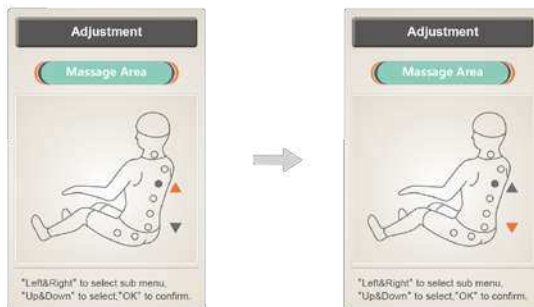 Adjustment
Massage Area
"Left&Right" to select sub menu,
"Up&Down" to select,"OK" to confirm.
Adjustment
Massage Area
"Left&Right" to select sub menu,
"Up&Down" to select,"OK" to confirm.